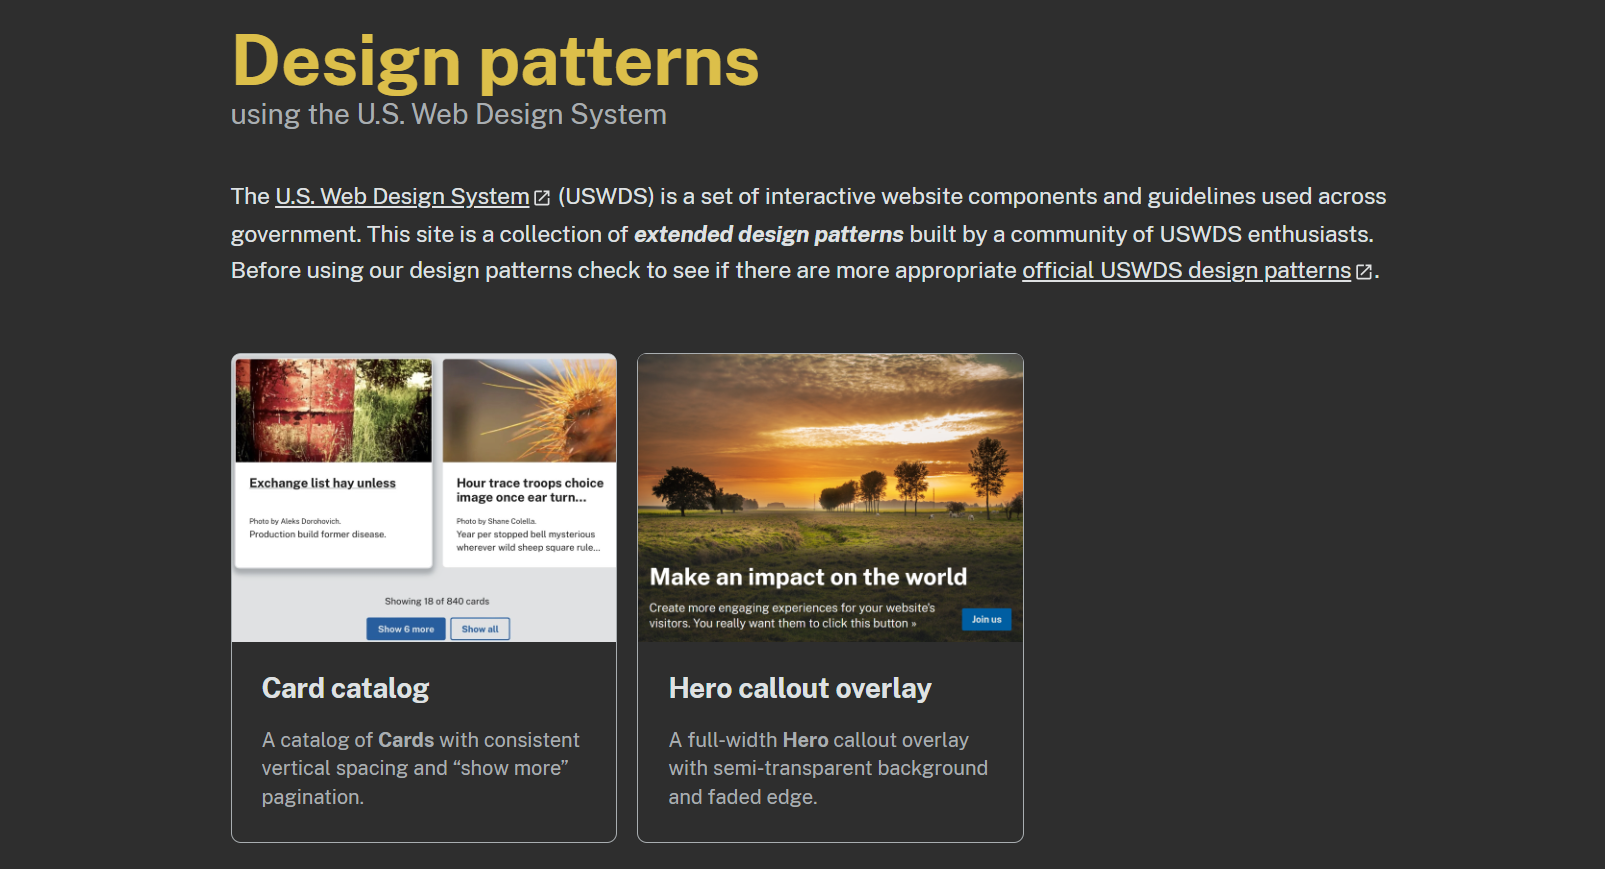 Design patterns
using the U.S. Web Design System
The U.S. Web Design System (USWDS) is a set of interactive website components and guidelines used across
government. This site is a collection of extended design patterns built by a community of USWDS enthusiasts.
Before using our design patterns check to see if there are more appropriate official USWDS design patterns.
Exchange list hay unless
Photo by Aleks Dorohovich.
Production build former disease.
Hour trace troops choice
image once ear turn...
Photo by Shane Colella.
Year per stopped bell mysterious
wherever wild sheep square rule...
Showing 18 of 840 cards
Show 6 more
Show all
Card catalog
A catalog of Cards with consistent
vertical spacing and “show more”
pagination.
Make an impact on the world
Create more engaging experiences for your website's
visitors. You really want them to click this button »
Join us
Hero callout overlay
A full-width Hero callout overlay
with semi-transparent background
and faded edge.